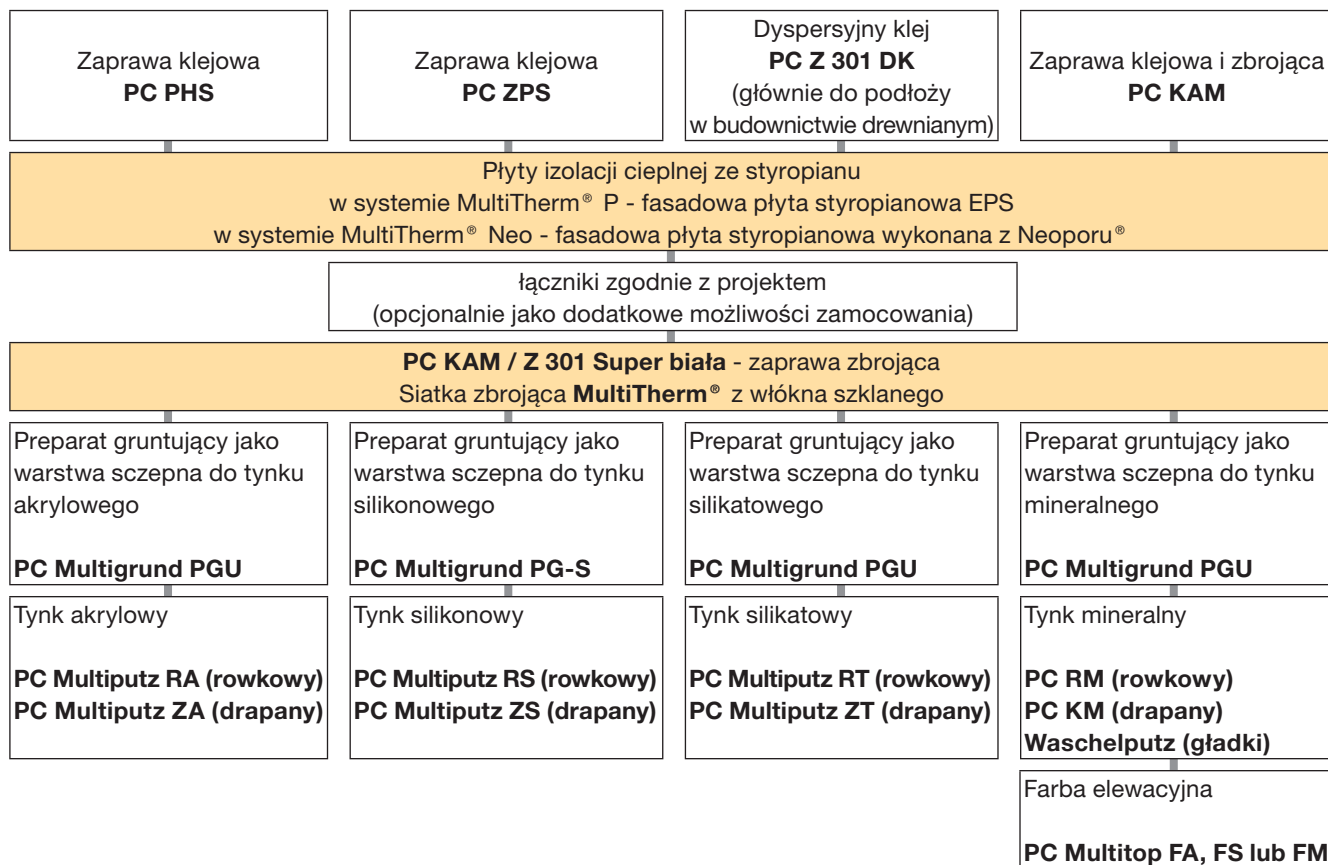 Zaprawa klejowa
PC PHS
Zaprawa klejowa
PC ZPS
Dyspersyjny klej
PC Z 301 DK
(głównie do podłoży
w budownictwie drewnianym)
Zaprawa klejowa i zbrojąca
PC KAM
Płyty izolacji cieplnej ze styropianu
w systemie MultiTherm® P - fasadowa płyta styropianowa EPS
w systemie MultiTherm® Neo - fasadowa płyta styropianowa wykonana z Neoporu®
łączniki zgodnie z projektem
(opcjonalnie jako dodatkowe możliwości zamocowania)
PC KAM / Z 301 Super biała - zaprawa zbrojąca
Siatka zbrojąca MultiTherm® z włókna szklanego
Preparat gruntujący jako
warstwa sczepna do tynku
akrylowego
PC Multigrund PGU
Preparat gruntujący jako
warstwa sczepna do tynku
silikonowego
PC Multigrund PG-S
Preparat gruntujący jako
warstwa sczepna do tynku
silikatowego
PC Multigrund PGU
Preparat gruntujący jako
warstwa sczepna do tynku
mineralnego
PC Multigrund PGU
Tynk akrylowy
PC Multiputz RA (rowkowy)
PC Multiputz ZA (drapany)
Tynk silikonowy
PC Multiputz RS (rowkowy)
PC Multiputz ZS (drapany)
Tynk silikatowy
PC Multiputz RT (rowkowy)
PC Multiputz ZT (drapany)
Tynk mineralny
PC RM (rowkowy)
PC KM (drapany)
Waschelputz (gładki)
Farba elewacyjna
PC Multitop FA, FS lub FM